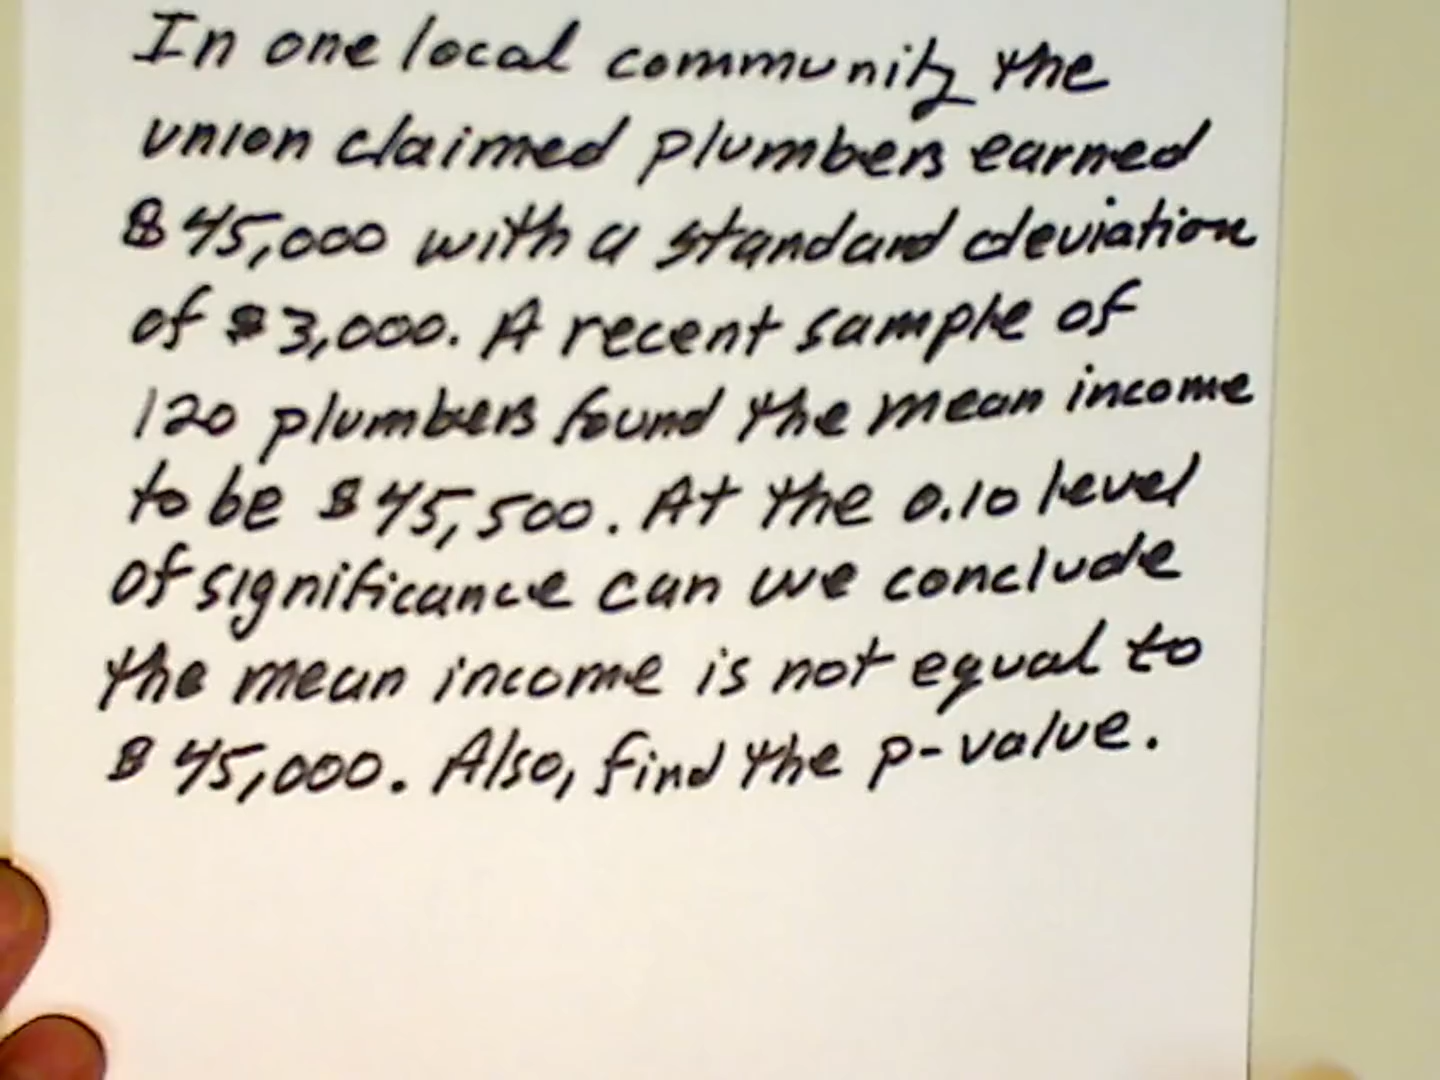 In one local community the
union claimed plumbers earned
$45,000 with a standard deviation
of $3,000. A recent sample of
120 plumbers found the mean income
to be $45,500. At the 0.10 level
of significance can we conclude
the mean income is not equal to
$45,000. Also, find the p-value.